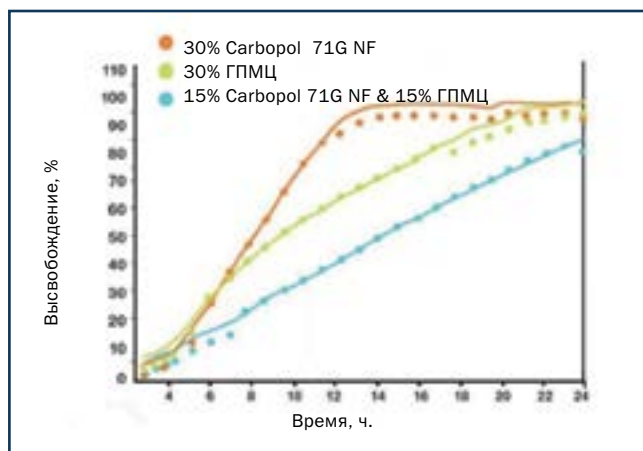 30% Carbopol 71G NF
30% ГПМЦ
15% Carbopol 71G NF & 15% ГПМЦ
Высвобождение, %
110
100
90
80
70
60
50
40
30
20
10
0
4 6 8 10 12 14 16 18 20 22 24
Время, ч.